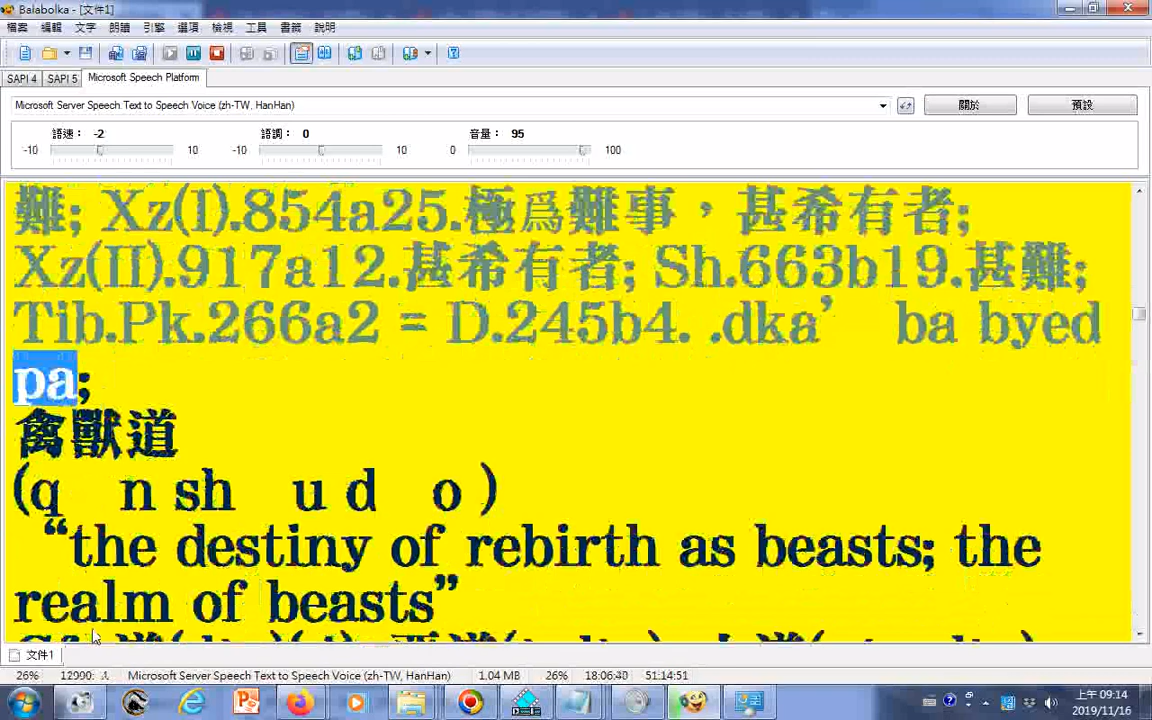 Balabolka - [文件1]
檔案 編輯 文字 朗讀 引擎 選項 檢視 工具 書籤 說明
SAPI 4 SAPI 5 Microsoft Speech Platform
Microsoft Server Speech Text to Speech Voice (zh-TW, HanHan) 關於 預設
語速： -2 語調： 0 音量： 95
-10 10 -10 10 0 100
難; Xz(I).854a25.極爲難事，甚希有者;
Xz(II).917a12.甚希有者; Sh.663b19.甚難;
Tib.Pk.266a2 = D.245b4. .dka’ ba byed
pa;
禽獸道
(q n sh u d o )
“the destiny of rebirth as beasts; the
realm of beasts”
文件1
26% Microsoft Server Speech Text to Speech Voice (zh-TW, HanHan) 1.04 MB 26% 18:06:40 51:14:51
上午 09:14
2019/11/16